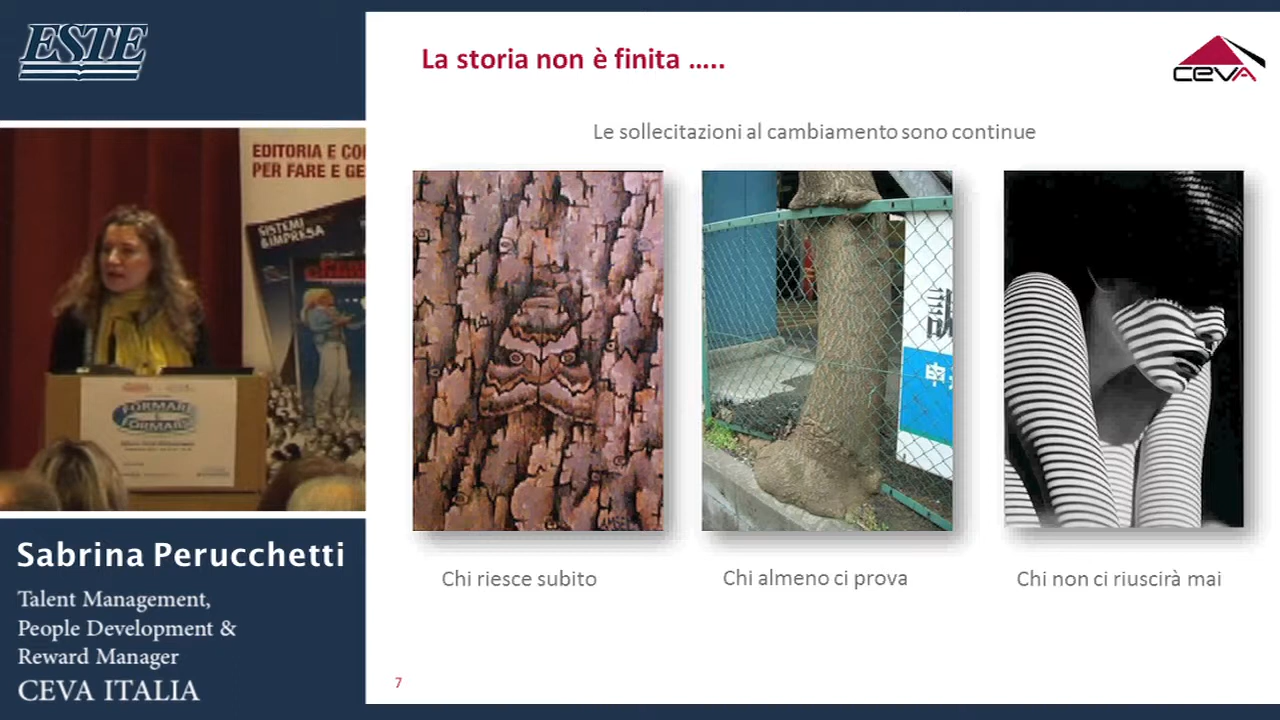 ESTE
La storia non è finita …..
CEVA
Le sollecitazioni al cambiamento sono continue
EDITORIA E CO
PER FARE E GE
SISTEMI
&IMPRESA
FORMARE
FORMARE
Chi riesce subito
Chi almeno ci prova
Chi non ci riuscirà mai
Sabrina Perucchetti
Talent Management,
People Development &
Reward Manager
CEVA ITALIA
7